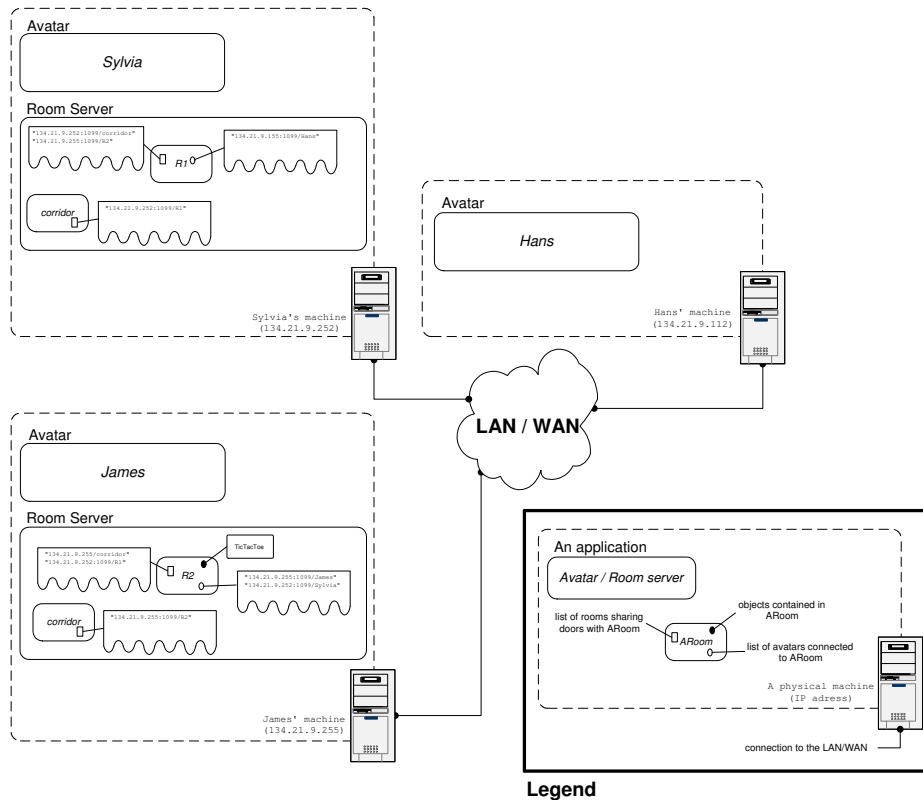 Avatar
Sylvia
Room Server
"134.21.9.252:1099/corridor"
"134.21.9.255:1099/R2"
R1
"134.21.9.155:1099/Hans"
corridor
"134.21.9.252:1099/R1"
Sylvia's machine
(134.21.9.252)
Avatar
Hans
Hans' machine
(134.21.9.112)
LAN / WAN
Avatar
James
Room Server
"134.21.9.255/corridor"
"134.21.9.252:1099/R1"
R2
TicTacToe
"134.21.9.255:1099/James"
"134.21.9.252:1099/Sylvia"
corridor
"134.21.9.255:1099/R2"
James' machine
(134.21.9.255)
An application
Avatar / Room server
list of rooms sharing
doors with ARoom
ARoom
objects contained in
ARoom
list of avatars connected
to ARoom
A physical machine
(IP adress)
connection to the LAN/WAN
Legend